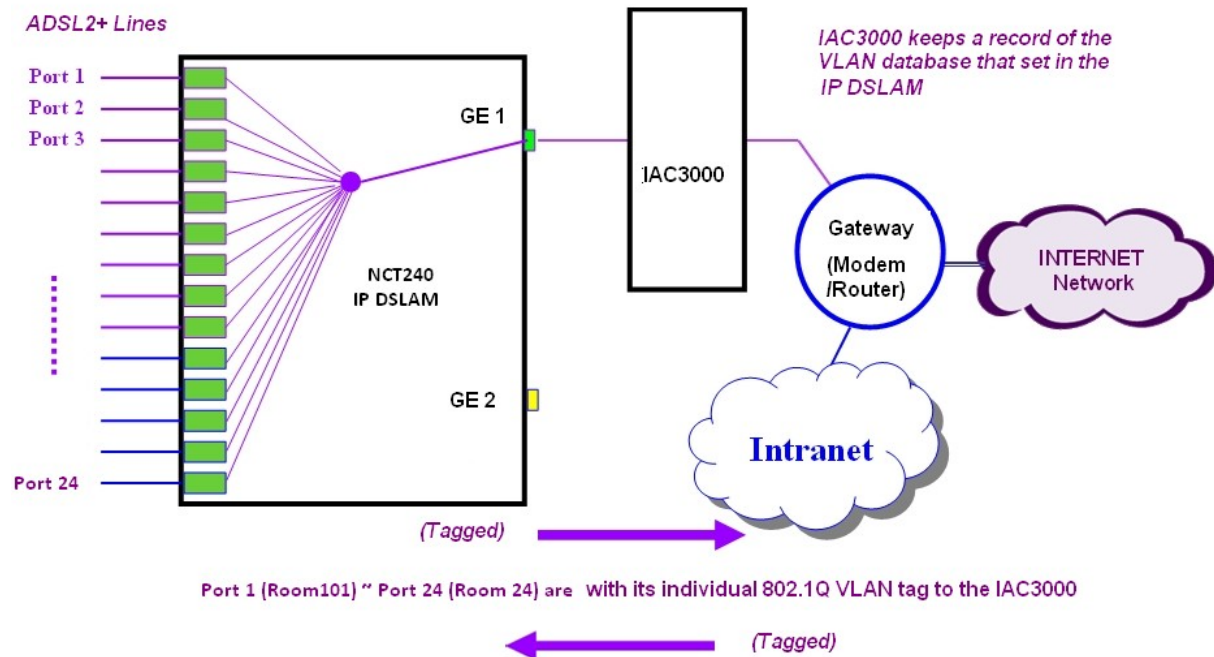 ADSL2+ Lines
Port 1
Port 2
Port 3
Port 24
GE 1
NCT240
IP DSLAM
GE 2
IAC3000
IAC3000 keeps a record of the
VLAN database that set in the
IP DSLAM
Gateway
(Modem
/Router)
INTERNET
Network
Intranet
(Tagged)
Port 1 (Room101) ~ Port 24 (Room 24) are with its individual 802.1Q VLAN tag to the IAC3000
(Tagged)